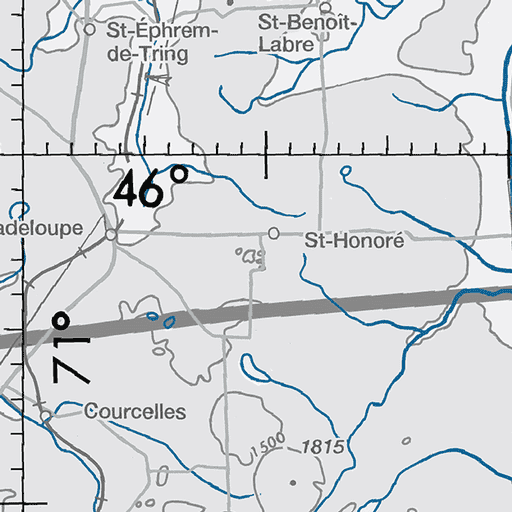 St-Éphrem-
de-Tring
St-Benoît-
Labre
46°
adeloupe
St-Honoré
71°
Courcelles
1500
1815